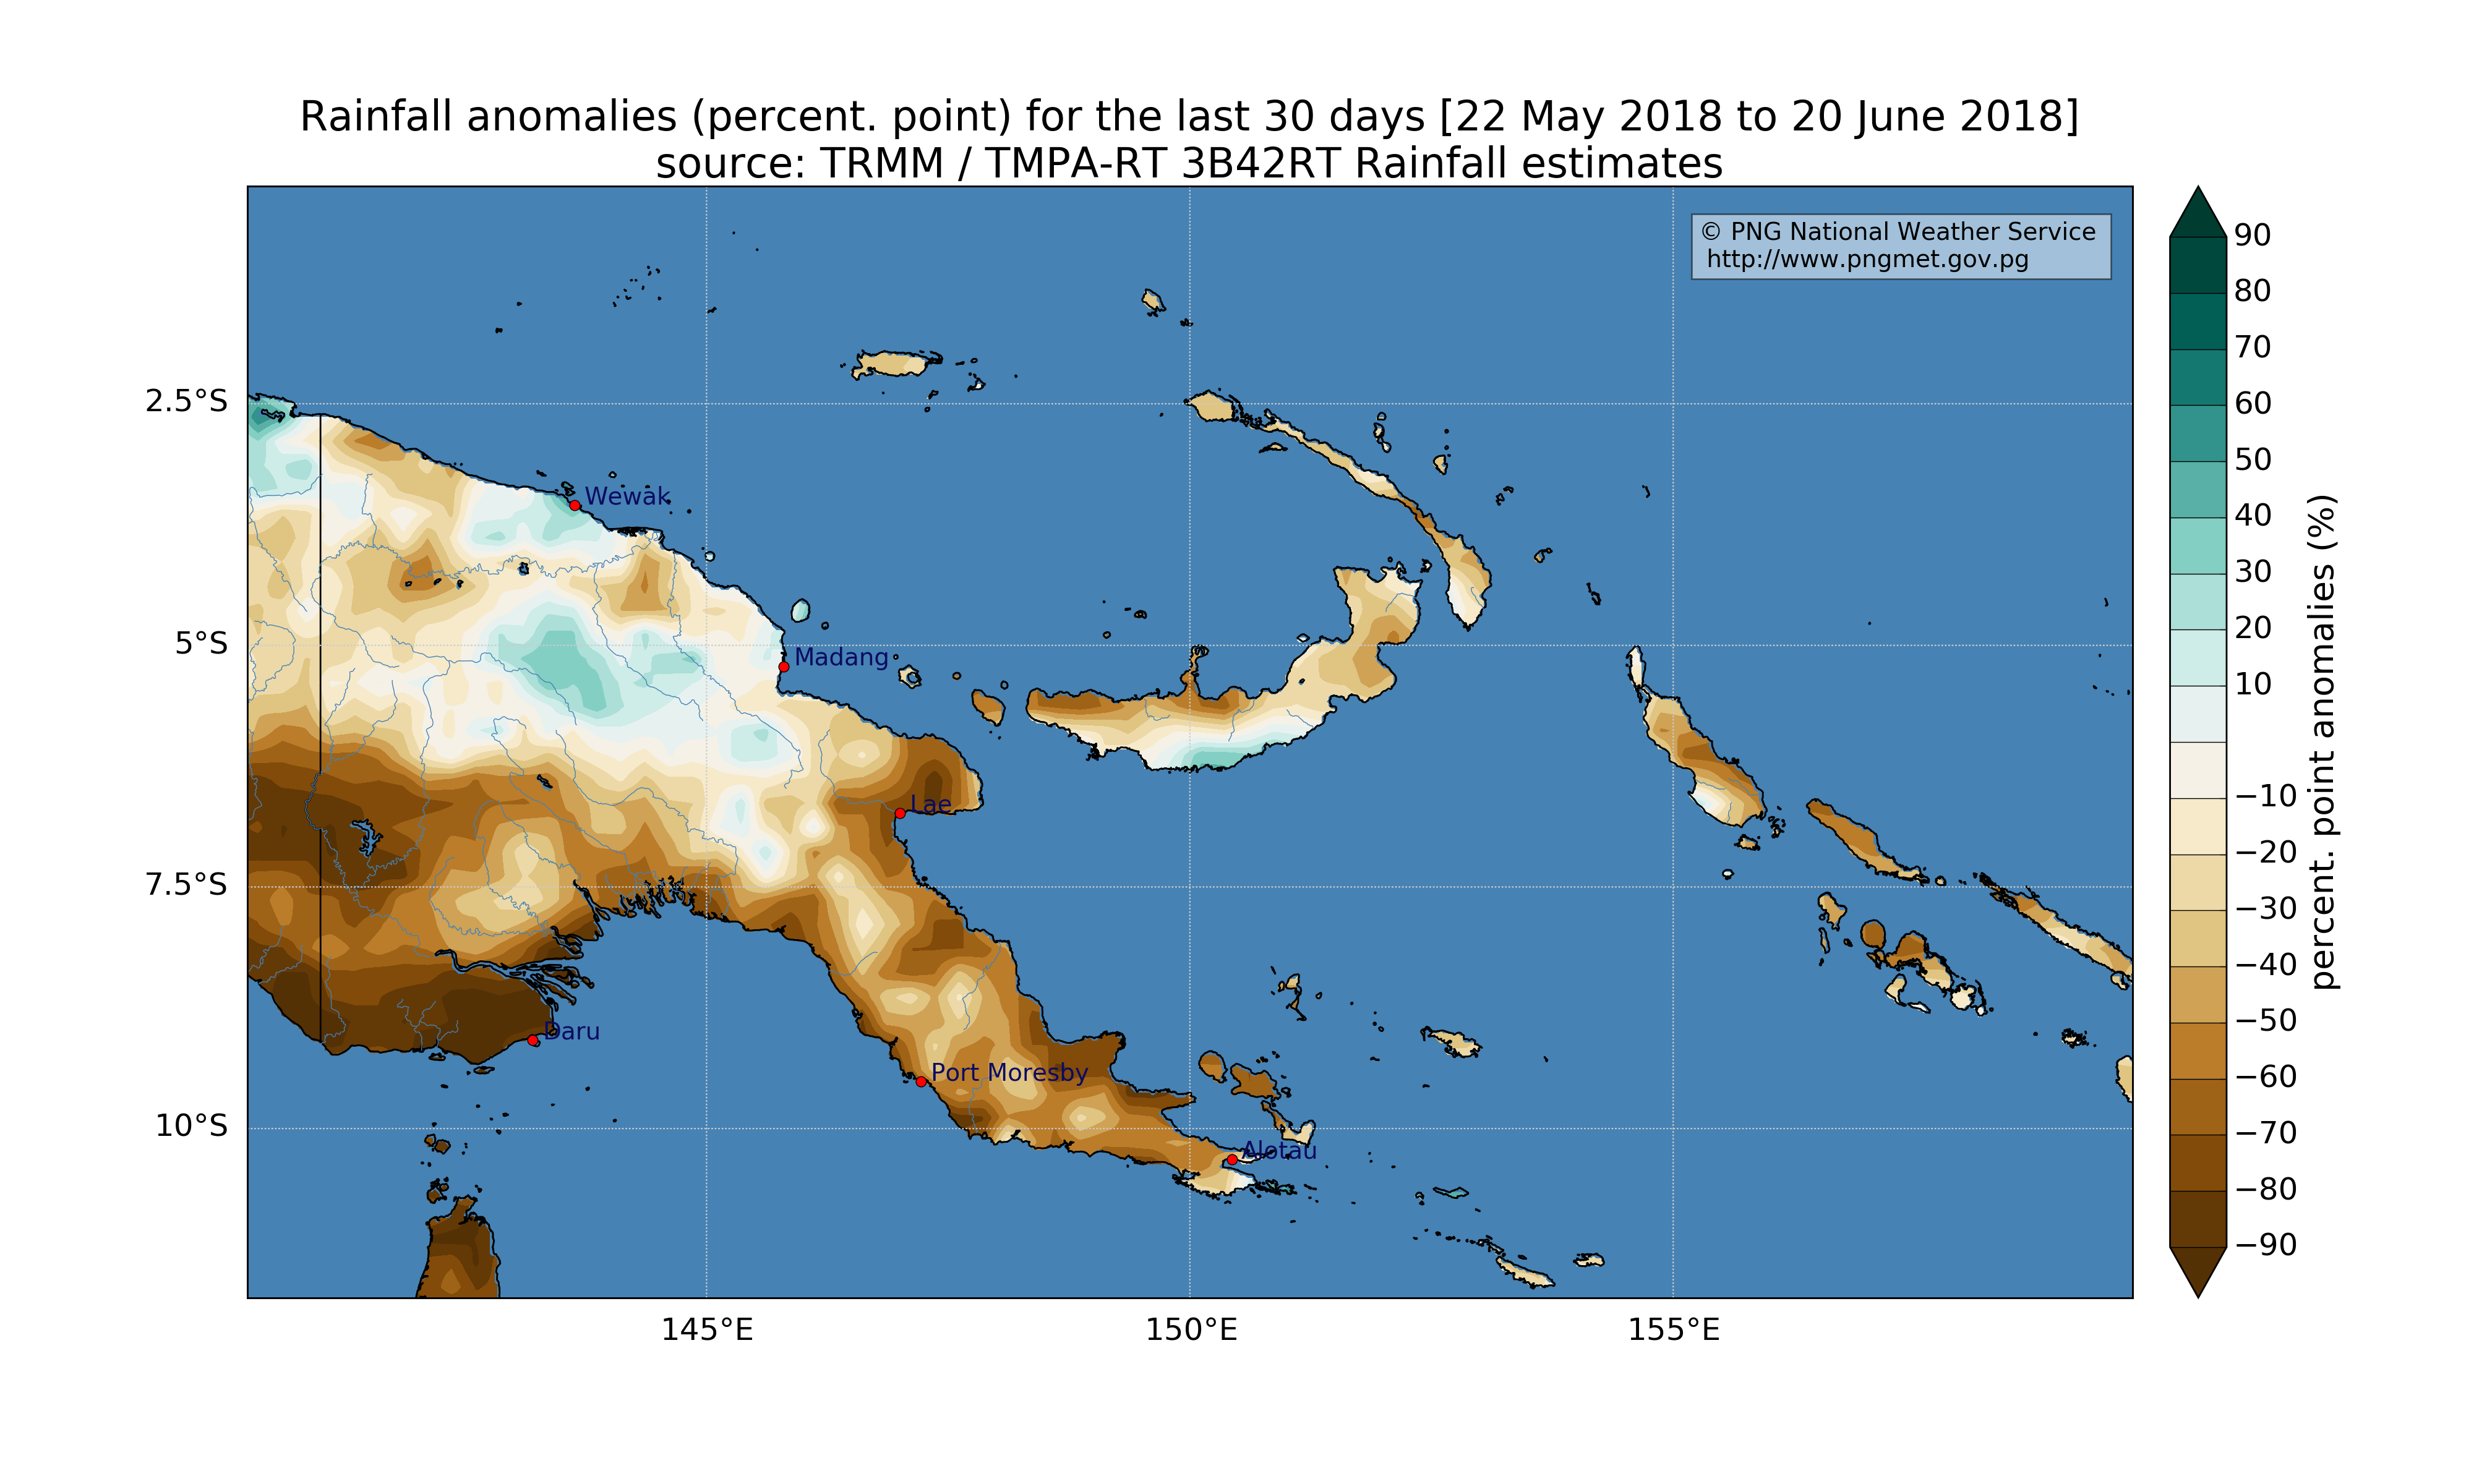 Rainfall anomalies (percent. point) for the last 30 days [22 May 2018 to 20 June 2018]
source: TRMM / TMPA-RT 3B42RT Rainfall estimates
© PNG National Weather Service
http://www.pngmet.gov.pg
2.5°S
5°S
7.5°S
10°S
Wewak
Madang
Lae
Daru
Port Moresby
Alotau
145°E
150°E
155°E
90
80
70
60
50
40
30
20
10
−10
−20
−30
−40
−50
−60
−70
−80
−90
percent. point anomalies (%)